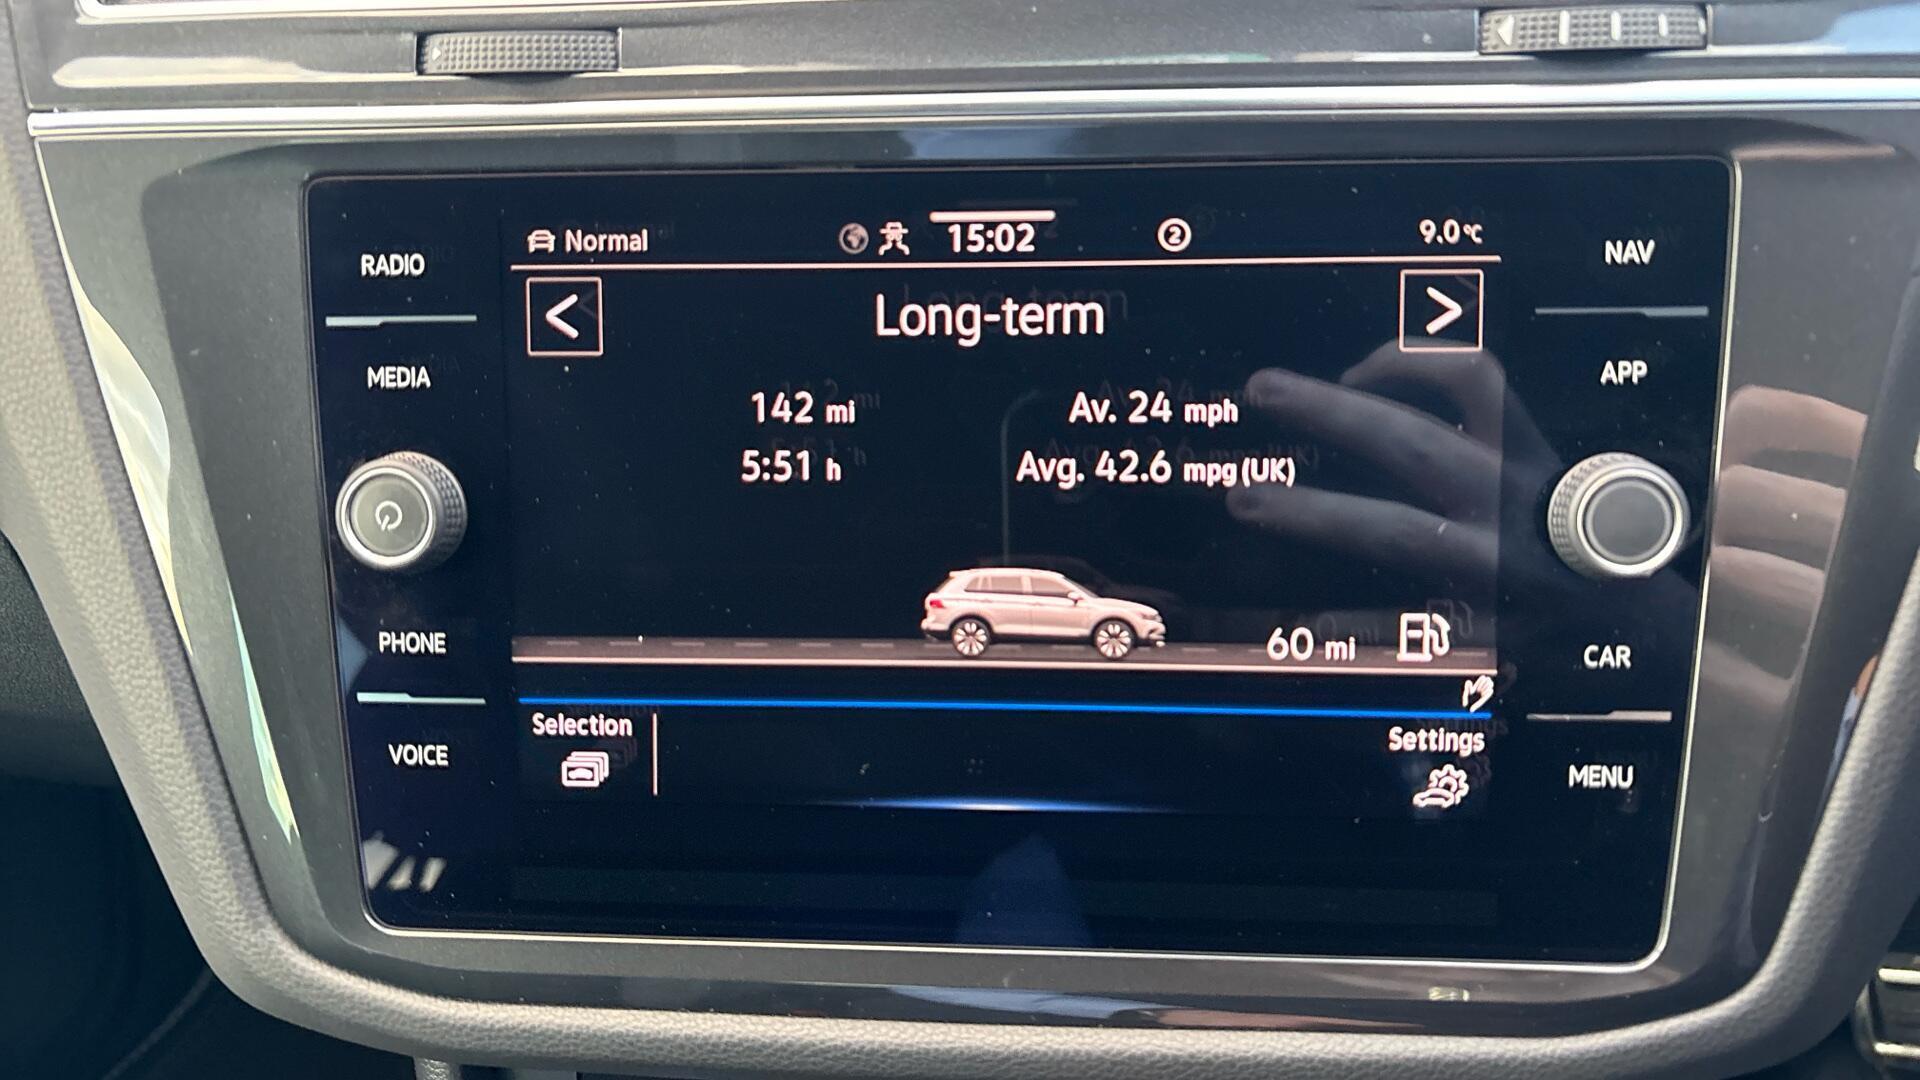 RADIO
MEDIA
PHONE
VOICE
Normal
15:02
2
9.0°C
<
Long-term
>
142 mi
Av. 24 mph
5:51 h
Avg. 42.6 mpg (UK)
60 mi
Selection
Settings
NAV
APP
CAR
MENU